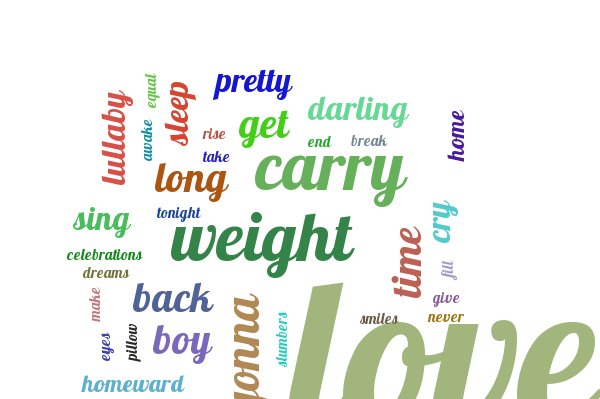 pretty
equal
sleep
lullaby
darling
get
home
awake
rise
end
break
take
carry
long
sing
tonight
cry
weight
time
celebrations
dreams
fill
make
back
give
gonna
smiles
never
love
slumbers
eyes
pillow
boy
homeward